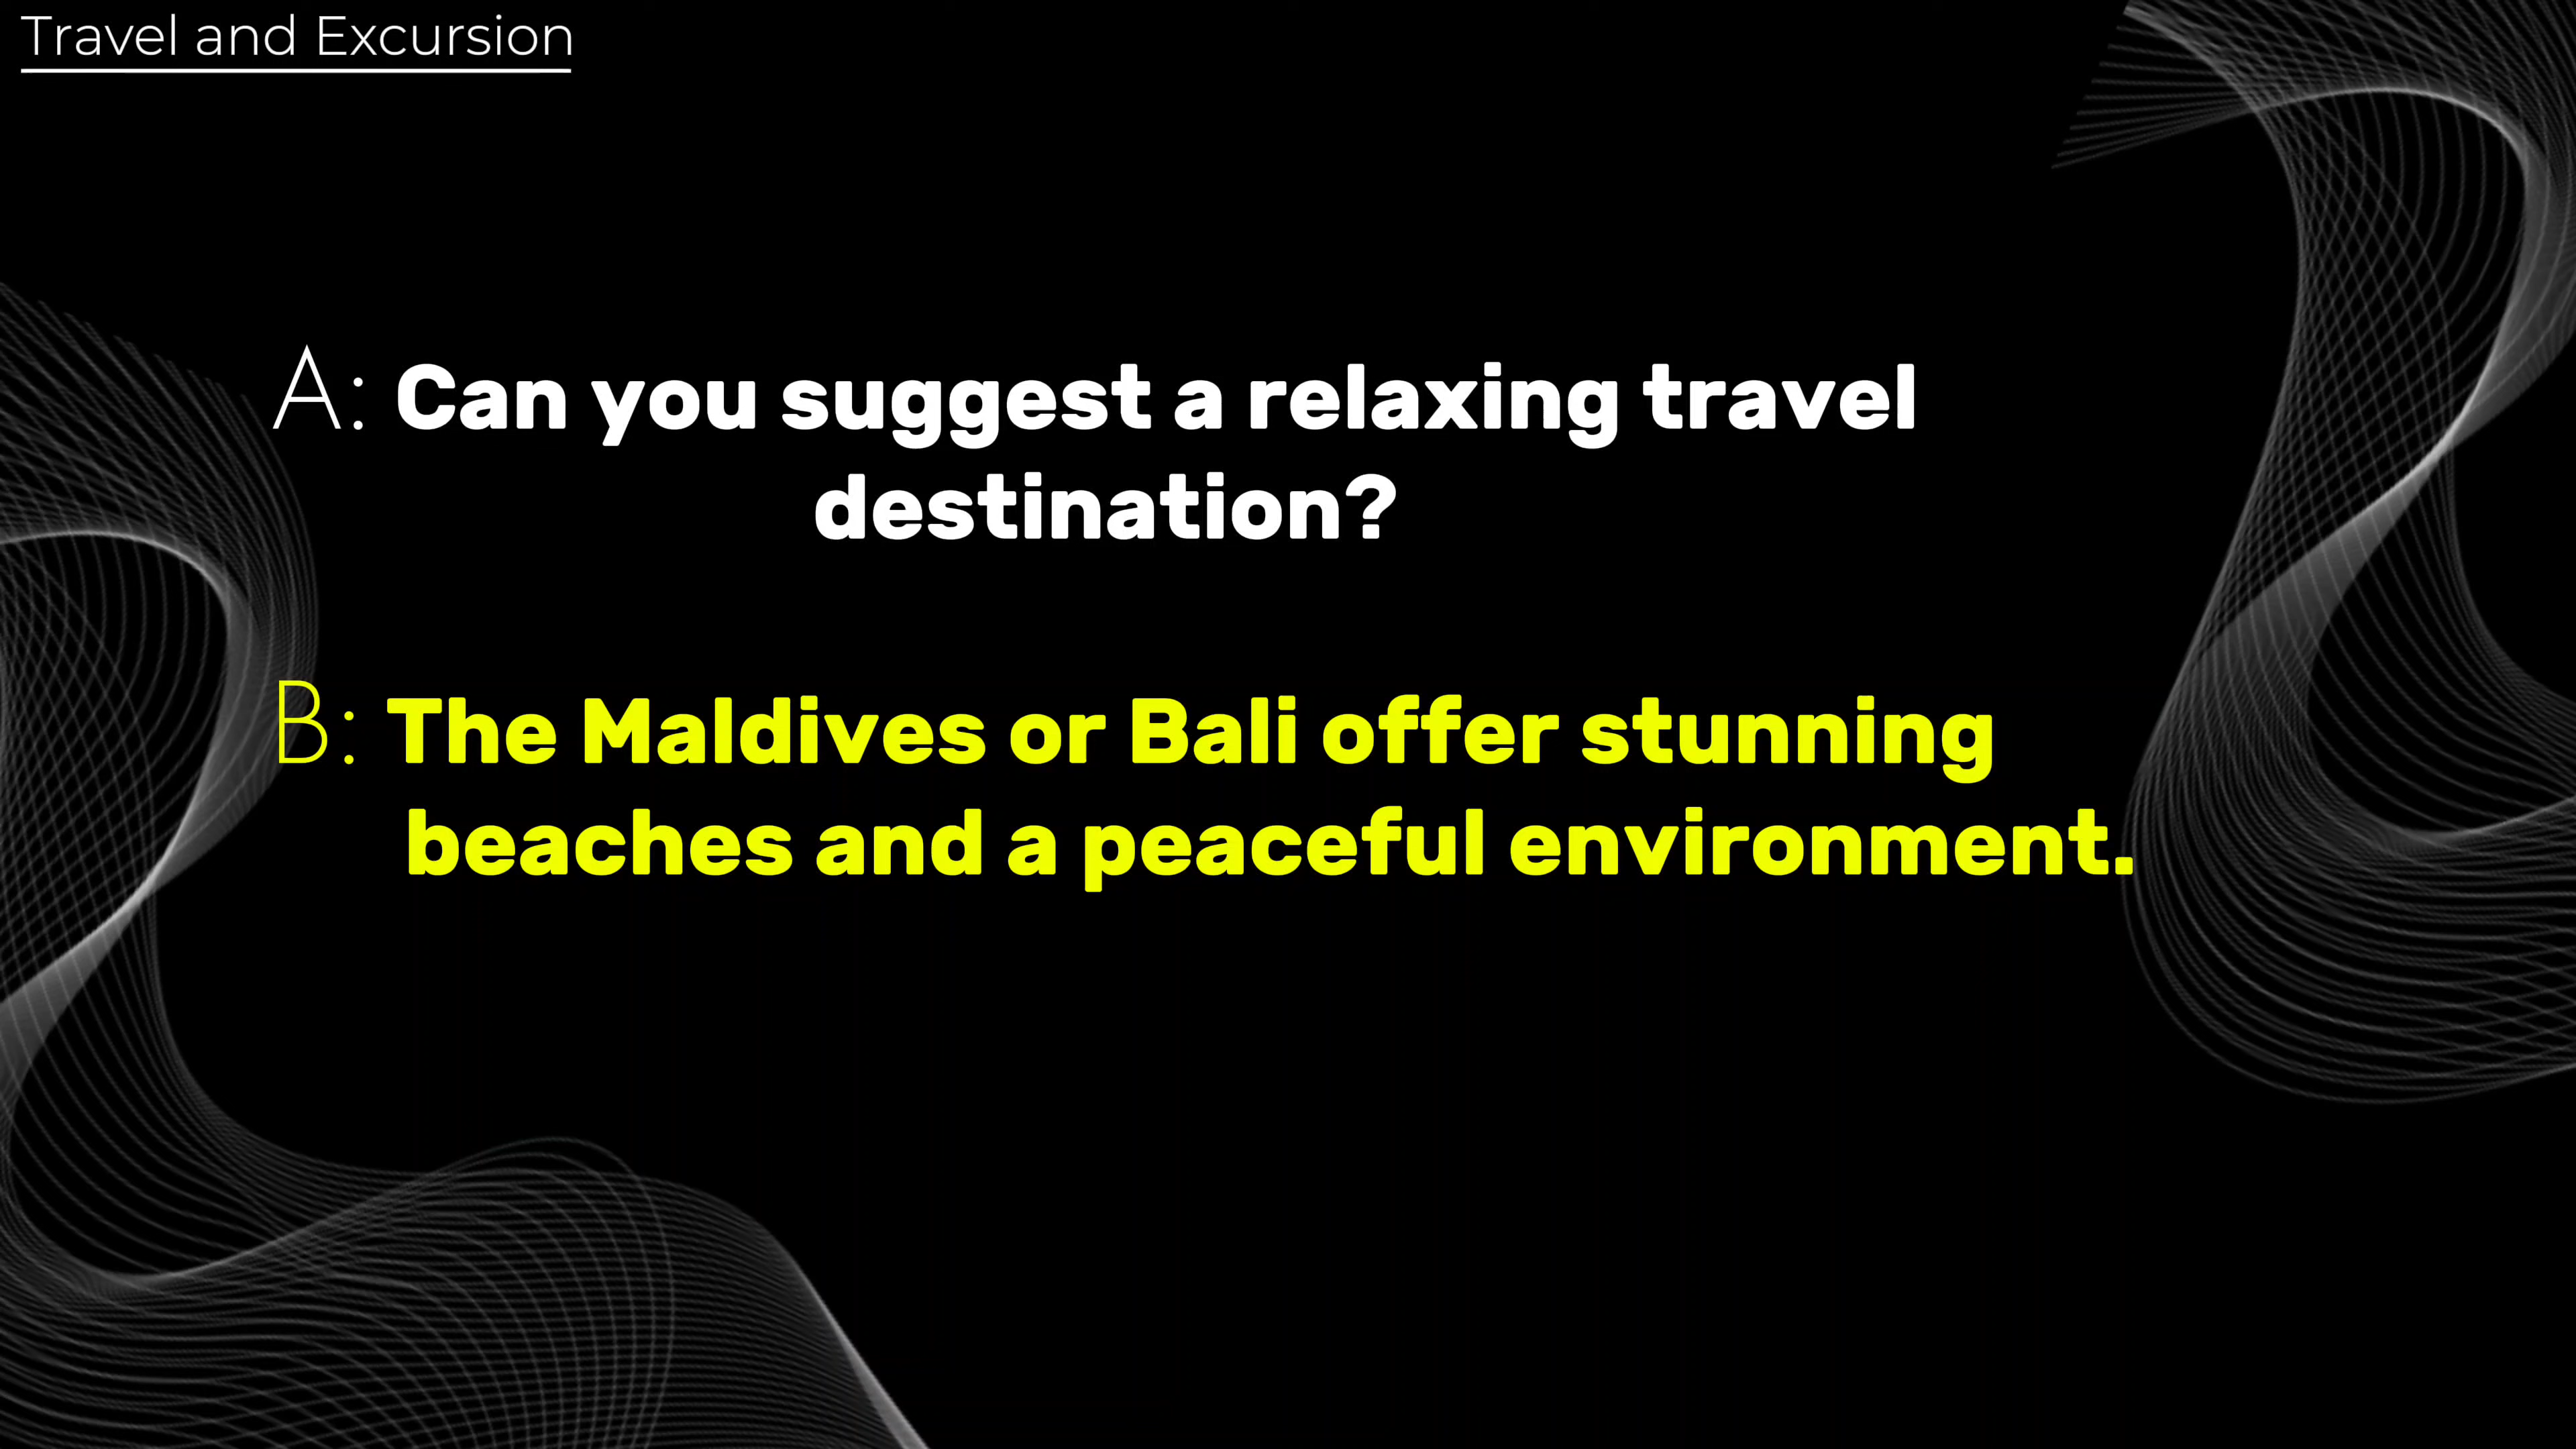 Travel and Excursion
A: Can you suggest a relaxing travel
destination?
B: The Maldives or Bali offer stunning
beaches and a peaceful environment.